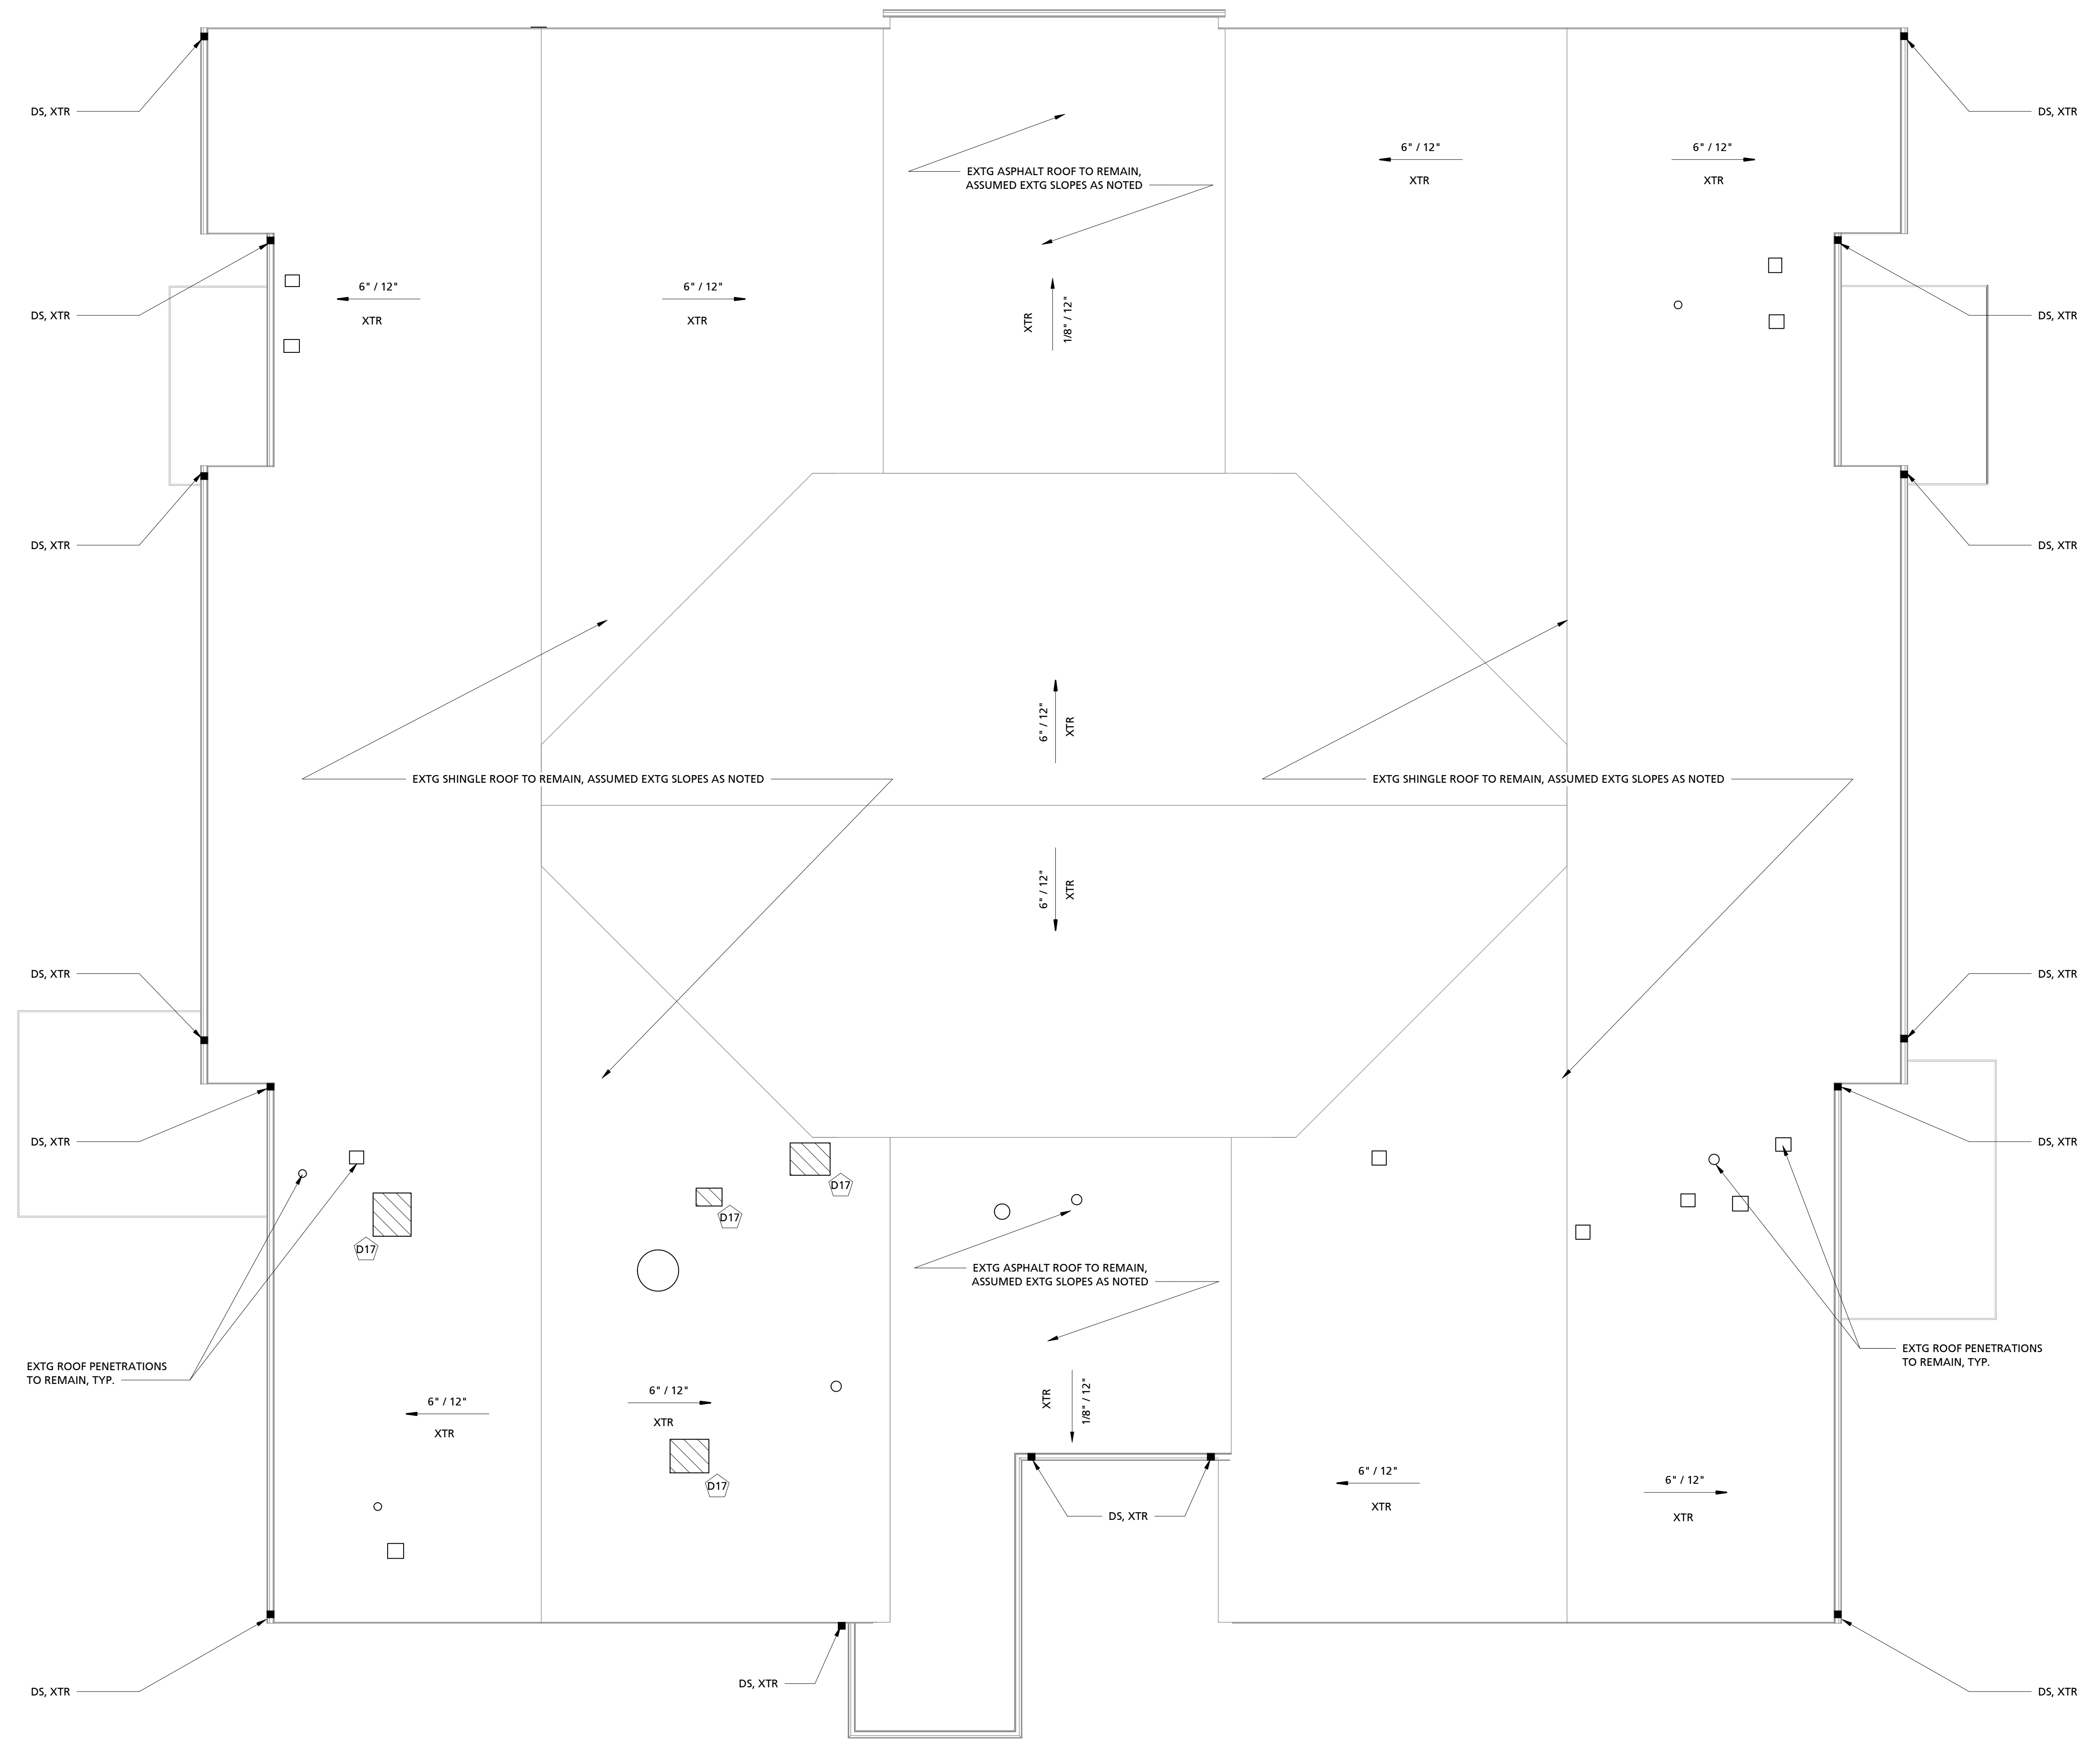 DS, XTR
DS, XTR
6" / 12"
XTR
6" / 12"
XTR
EXTG ASPHALT ROOF TO REMAIN,
ASSUMED EXTG SLOPES AS NOTED
6" / 12"
XTR
6" / 12"
XTR
XTR
1/8" / 12"
DS, XTR
DS, XTR
DS, XTR
DS, XTR
6" / 12"
XTR
EXTG SHINGLE ROOF TO REMAIN, ASSUMED EXTG SLOPES AS NOTED
EXTG SHINGLE ROOF TO REMAIN, ASSUMED EXTG SLOPES AS NOTED
6" / 12"
XTR
DS, XTR
DS, XTR
DS, XTR
DS, XTR
D17
D17
D17
EXTG ASPHALT ROOF TO REMAIN,
ASSUMED EXTG SLOPES AS NOTED
EXTG ROOF PENETRATIONS
TO REMAIN, TYP.
EXTG ROOF PENETRATIONS
TO REMAIN, TYP.
6" / 12"
XTR
6" / 12"
XTR
XTR
1/8" / 12"
D17
6" / 12"
XTR
6" / 12"
XTR
DS, XTR
DS, XTR
DS, XTR
DS, XTR